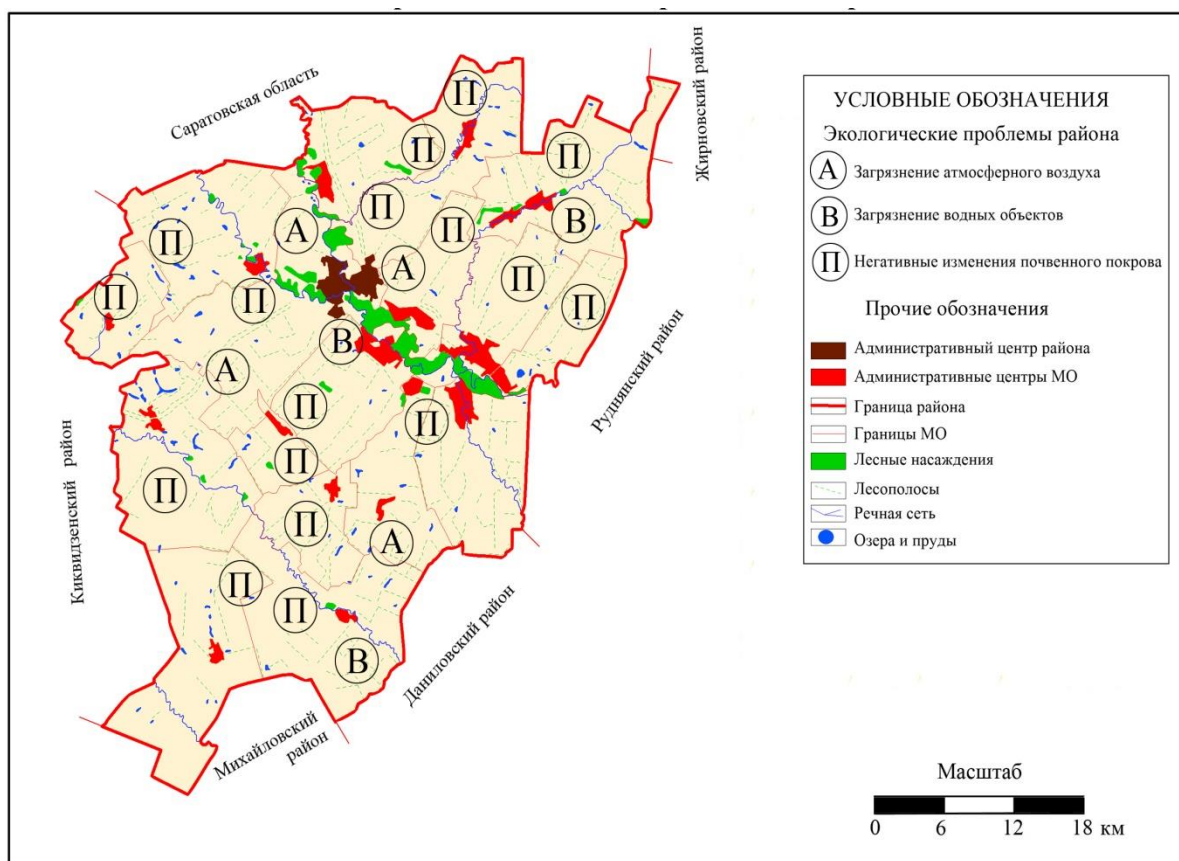 Саратовская область
Жирновский район
Руднянский район
Киквидзенский район
Даниловский район
Михайловский
район
П
П
П
П
П
П
В
А
А
П
П
П
П
П
В
А
П
П
П
П
П
А
П
П
В
УСЛОВНЫЕ ОБОЗНАЧЕНИЯ
Экологические проблемы района
А Загрязнение атмосферного воздуха
В Загрязнение водных объектов
П Негативные изменения почвенного покрова
Прочие обозначения
Административный центр района
Административные центры МО
Граница района
Границы МО
Лесные насаждения
Лесополосы
Речная сеть
Озера и пруды
Масштаб
0 6 12 18 км